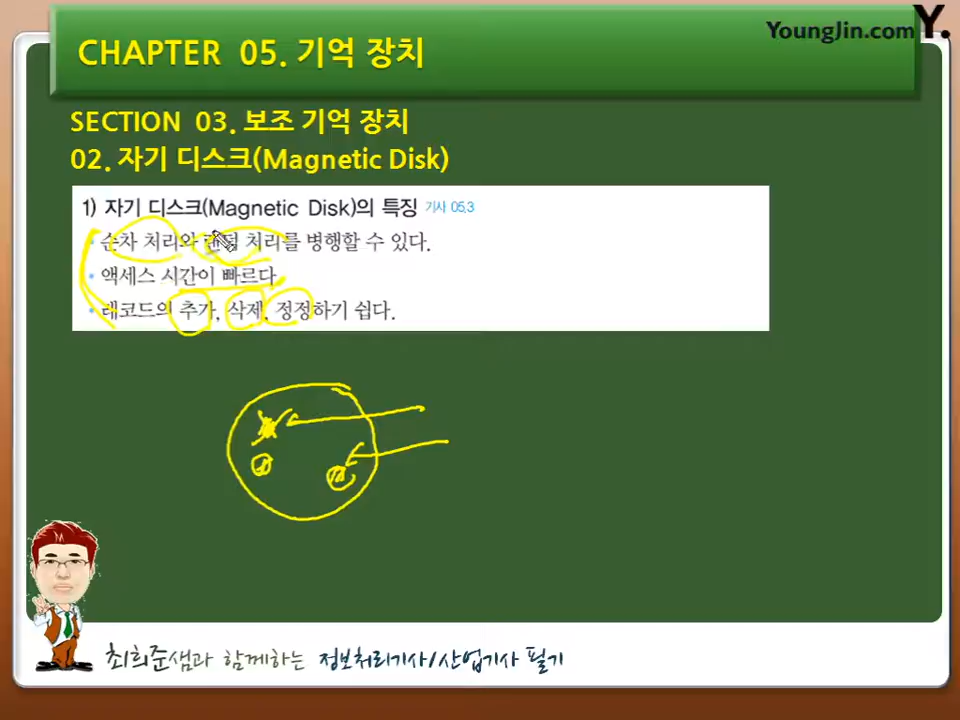 YoungJin.com Y.
CHAPTER 05. 기억 장치
SECTION 03. 보조 기억 장치
02. 자기 디스크(Magnetic Disk)
1) 자기 디스크(Magnetic Disk)의 특징 기사 05.3
• 순차 처리와 랜덤 처리를 병행할 수 있다.
• 액세스 시간이 빠르다.
• 레코드의 추가, 삭제, 정정하기 쉽다.
최희준샘과 함께하는 정보처리기사/산업기사 필기